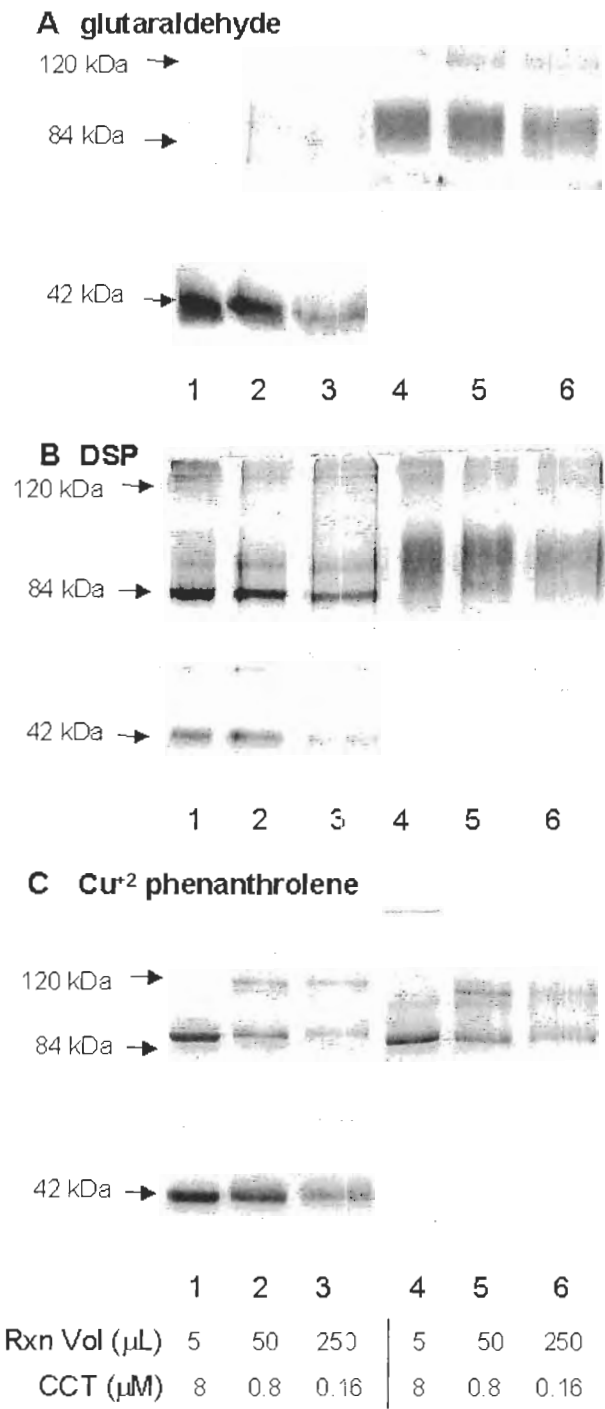 A glutaraldehyde
120 kDa
84 kDa
42 kDa
1 2 3 4 5 6
B DSP
120 kDa
84 kDa
42 kDa
1 2 3 4 5 6
C Cu+2 phenanthrolene
120 kDa
84 kDa
42 kDa
1 2 3 4 5 6
Rxn Vol (μL) 5 50 250 5 50 250
CCT (μM) 8 0.8 0.16 8 0.8 0.16